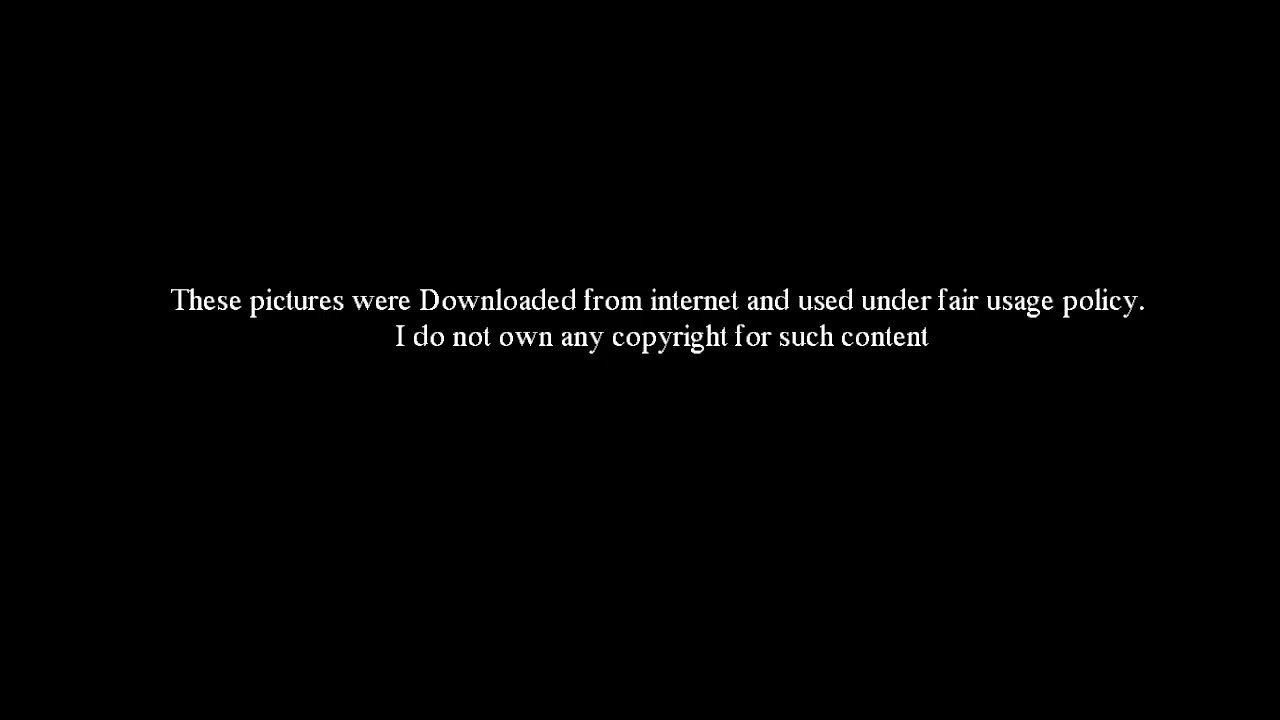 These pictures were Downloaded from internet and used under fair usage policy.
I do not own any copyright for such content